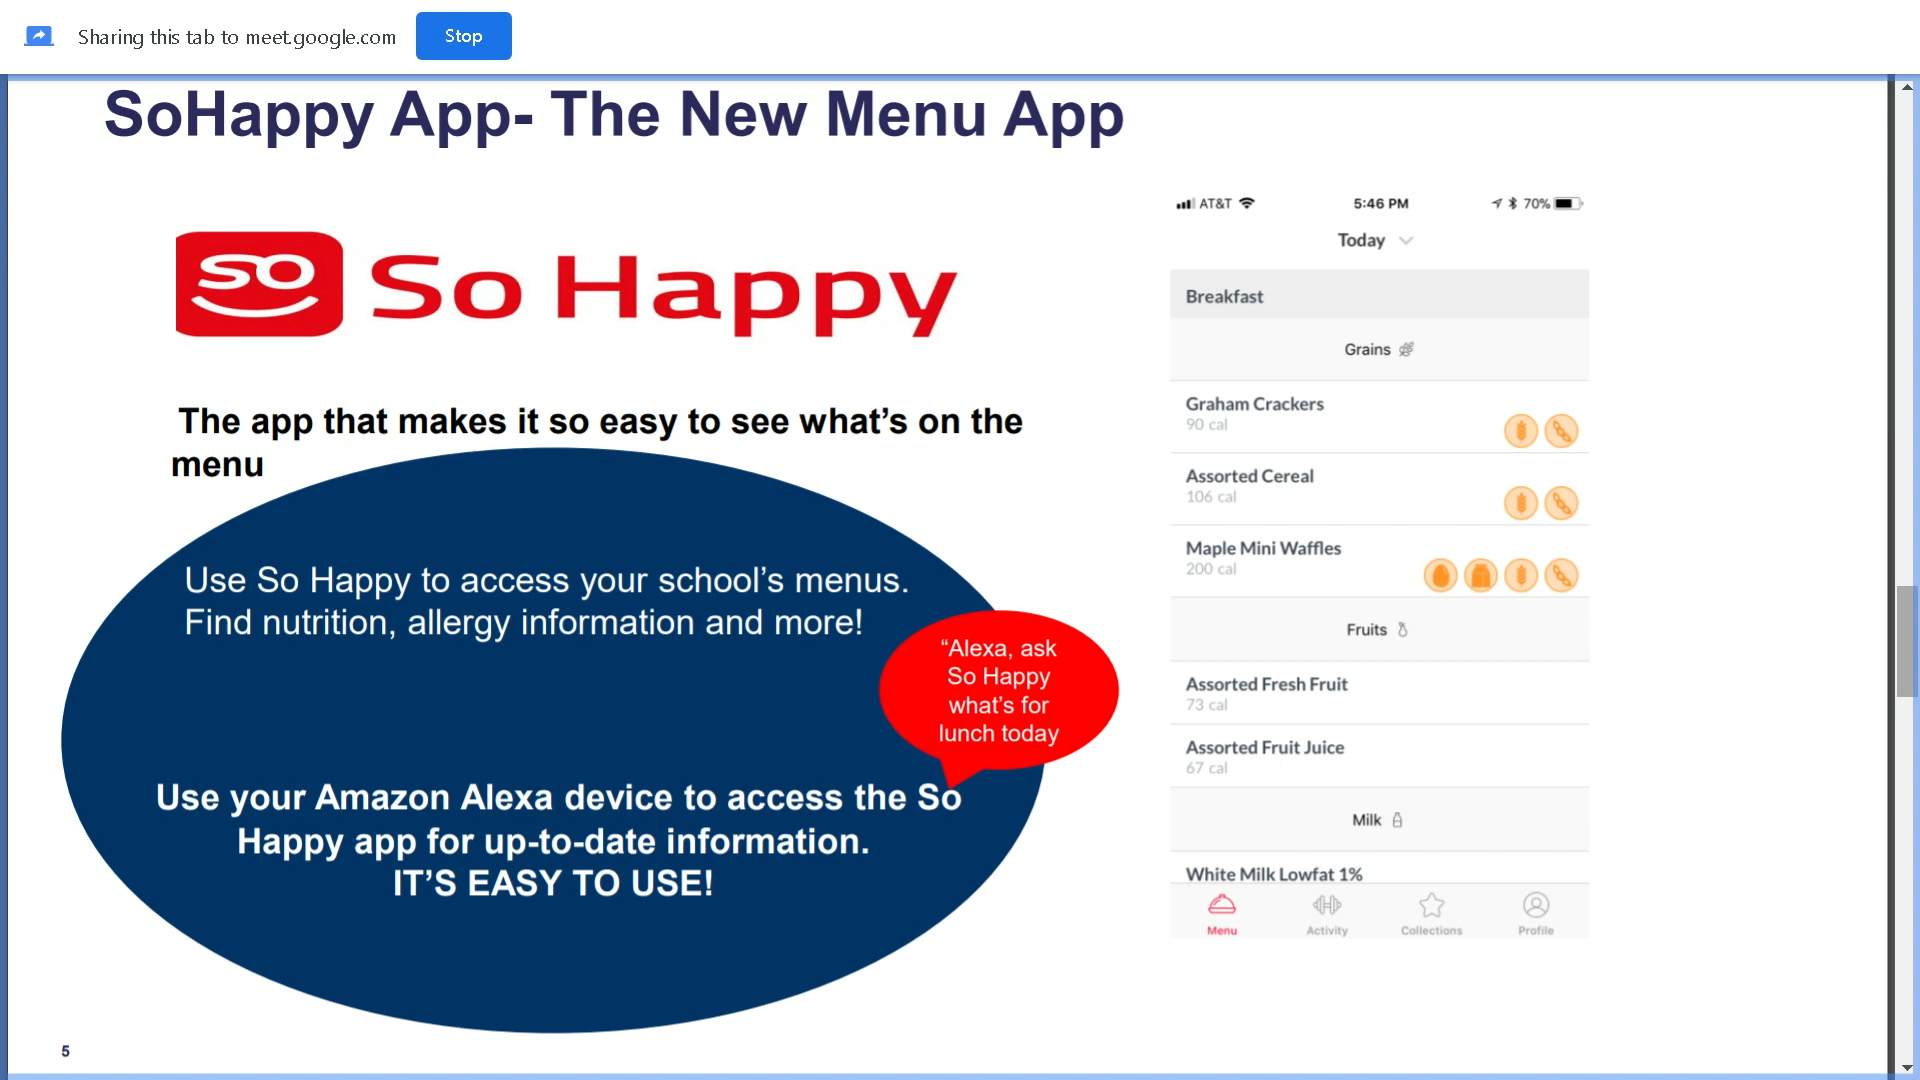 Sharing this tab to meet.google.com
Stop
SoHappy App- The New Menu App
so
So Happy
The app that makes it so easy to see what’s on the
menu
Use So Happy to access your school’s menus.
Find nutrition, allergy information and more!
“Alexa, ask
So Happy
what’s for
lunch today
Use your Amazon Alexa device to access the So
Happy app for up-to-date information.
IT’S EASY TO USE!
AT&T
5:46 PM
70%
Today
Breakfast
Grains
Graham Crackers
90 cal
Assorted Cereal
106 cal
Maple Mini Waffles
200 cal
Fruits
Assorted Fresh Fruit
73 cal
Assorted Fruit Juice
67 cal
Milk
White Milk Lowfat 1%
Menu
Activity
Collections
Profile
5